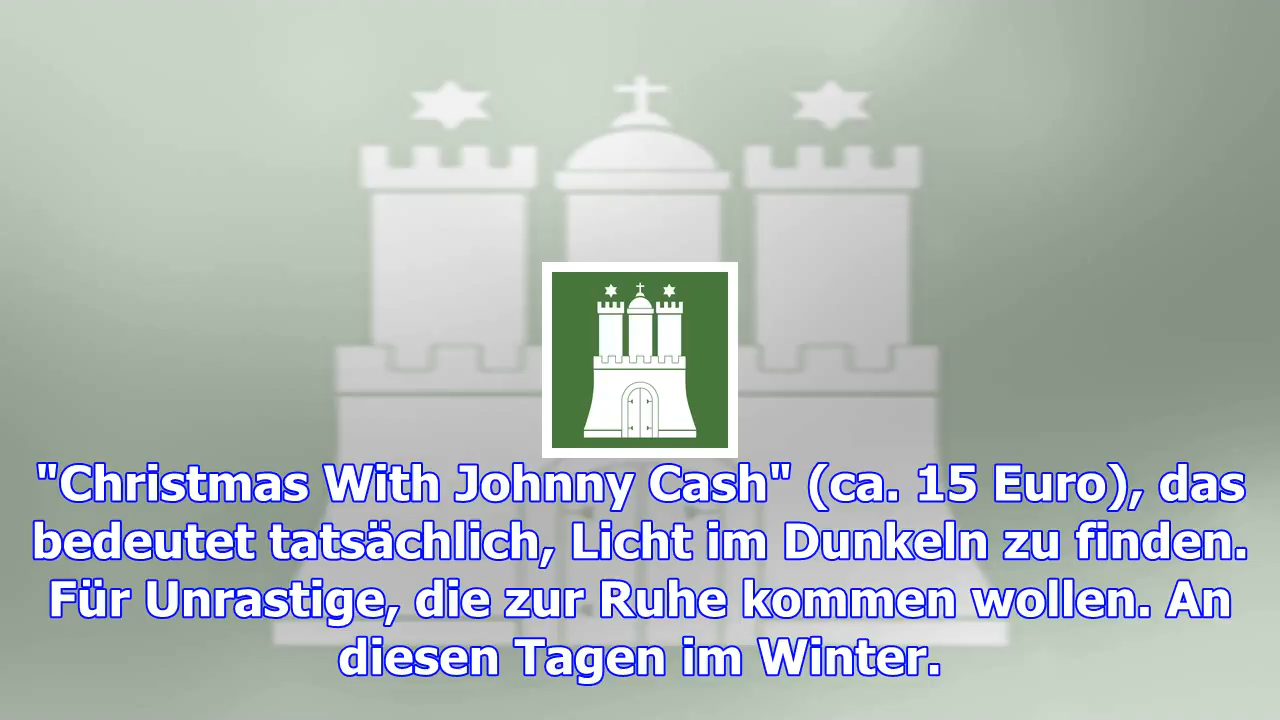 "Christmas With Johnny Cash" (ca. 15 Euro), das
bedeutet tatsächlich, Licht im Dunkeln zu finden.
Für Unrastige, die zur Ruhe kommen wollen. An
diesen Tagen im Winter.